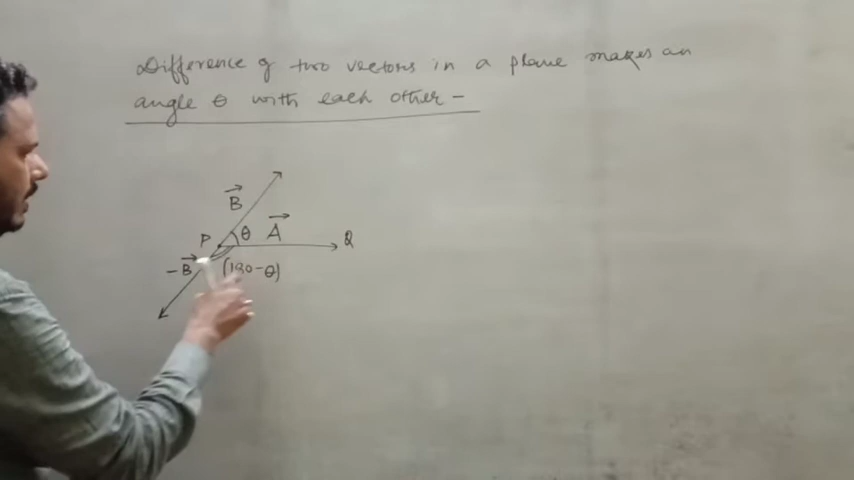 Difference of two vectors in a plane makes an
angle θ with each other -
B
P θ A Q
-B (180-θ)